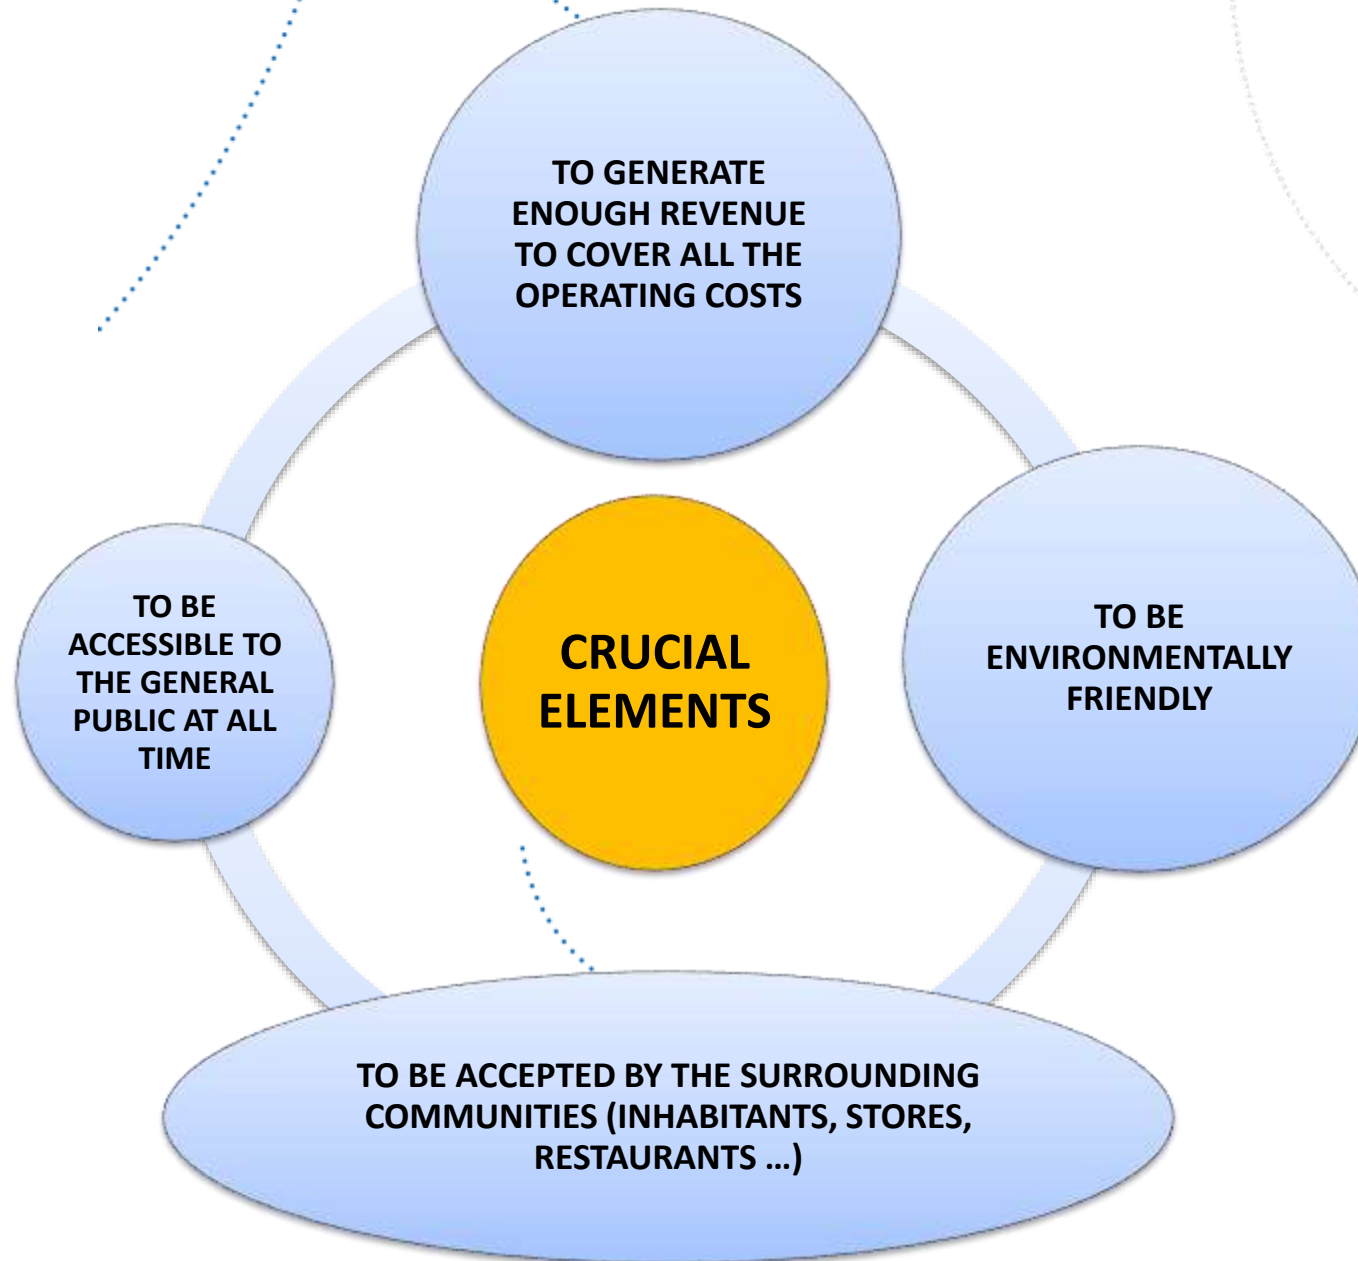 TO GENERATE
ENOUGH REVENUE
TO COVER ALL THE
OPERATING COSTS
TO BE
ACCESSIBLE TO
THE GENERAL
PUBLIC AT ALL
TIME
CRUCIAL
ELEMENTS
TO BE
ENVIRONMENTALLY
FRIENDLY
TO BE ACCEPTED BY THE SURROUNDING
COMMUNITIES (INHABITANTS, STORES,
RESTAURANTS …)